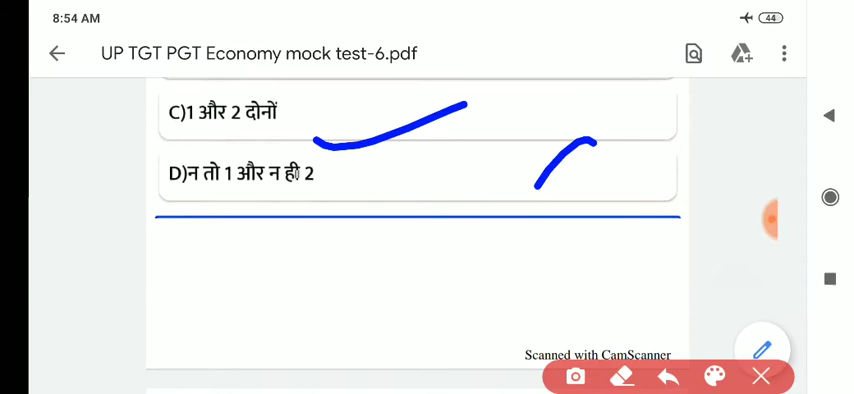 8:54 AM
44
UP TGT PGT Economy mock test-6.pdf
C)1 और 2 दोनों
D)न तो 1 और न ही 2
Scanned with CamScanner